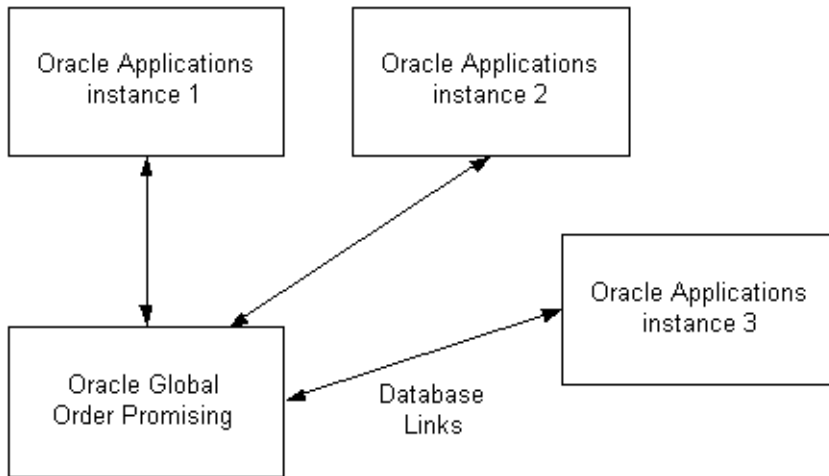 Oracle Applications
instance 1
Oracle Applications
instance 2
Oracle Applications
instance 3
Oracle Global
Order Promising
Database
Links